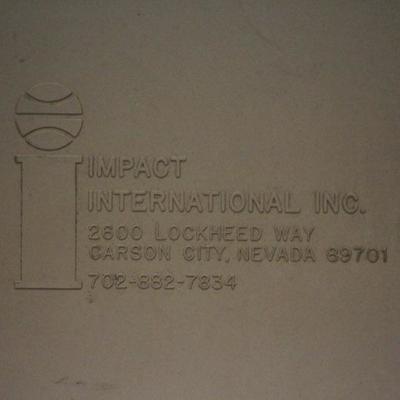 IMPACT
INTERNATIONAL INC.
2600 LOCKHEED WAY
CARSON CITY, NEVADA 89701
702-882-7834